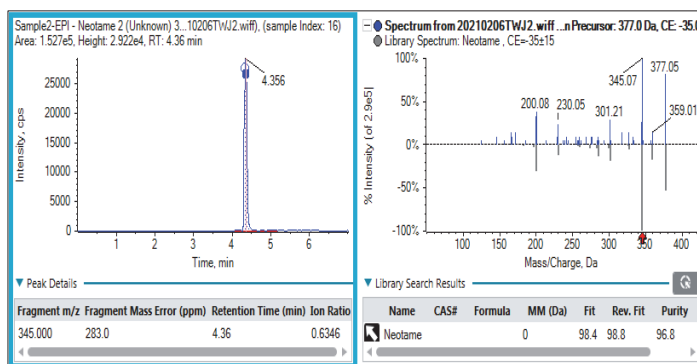 Sample2-EPI - Neotame 2 (Unknown) 3...10206TWJ2.wiff), (sample Index: 16)
Area: 1.527e5, Height: 2.922e4, RT: 4.36 min
4.356
25000
20000
15000
10000
5000
0
Intensity, cps
1 2 3 4 5 6
Time, min
Peak Details
Fragment m/z Fragment Mass Error (ppm) Retention Time (min) Ion Ratio
345.000 283.0 4.36 0.6346
Spectrum from 20210206TWJ2.wiff ...n Precursor: 377.0 Da, CE: -35.0
Library Spectrum: Neotame , CE=-35±15
100%
50%
0%
-50%
-100%
% Intensity (of 2.9e5)
200.08
230.05
301.21
345.07
377.05
359.01
100 150 200 250 300 350 400
Mass/Charge, Da
Library Search Results
Name CAS# Formula MM (Da) Fit Rev. Fit Purity
Neotame 0 98.4 98.8 96.8